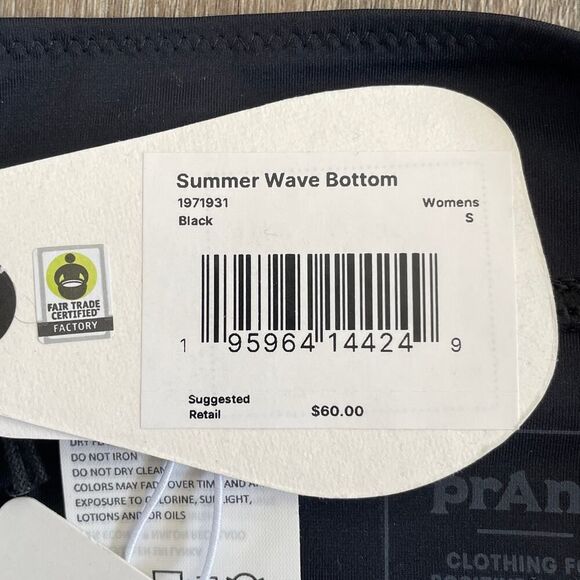 Summer Wave Bottom
1971931 Womens
Black S
1 95964 14424 9
Suggested
Retail $60.00
FAIR TRADE
CERTIFIED
FACTORY
DO NOT IRON
DO NOT DRY CLEAN
COLORS MAY FADE OVER TIME AND
EXPOSURE TO CHLORINE, SUNLIGHT,
LOTIONS AND/OR OILS
prAn
CLOTHING F